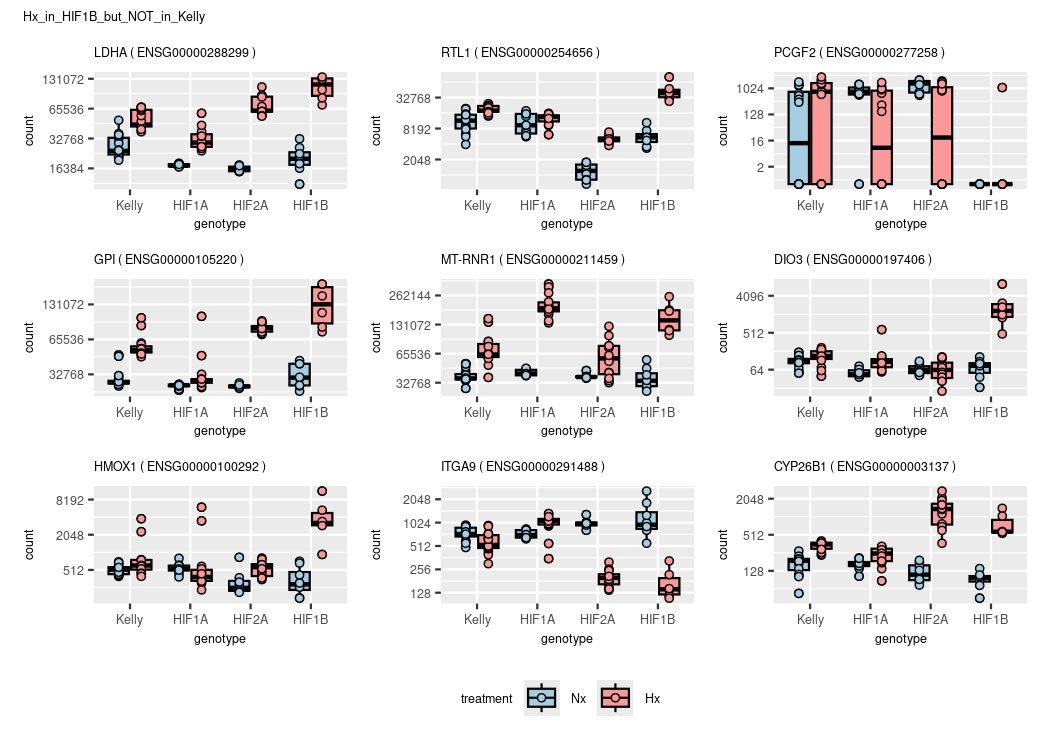 Hx_in_HIF1B_but_NOT_in_Kelly
LDHA ( ENSG00000288299 )
count
131072
65536
32768
16384
Kelly HIF1A HIF2A HIF1B
genotype
RTL1 ( ENSG00000254656 )
count
32768
8192
2048
Kelly HIF1A HIF2A HIF1B
genotype
PCGF2 ( ENSG00000277258 )
count
1024
128
16
2
Kelly HIF1A HIF2A HIF1B
genotype
GPI ( ENSG00000105220 )
count
131072
65536
32768
Kelly HIF1A HIF2A HIF1B
genotype
MT-RNR1 ( ENSG00000211459 )
count
262144
131072
65536
32768
Kelly HIF1A HIF2A HIF1B
genotype
DIO3 ( ENSG00000197406 )
count
4096
512
64
Kelly HIF1A HIF2A HIF1B
genotype
HMOX1 ( ENSG00000100292 )
count
8192
2048
512
Kelly HIF1A HIF2A HIF1B
genotype
ITGA9 ( ENSG00000291488 )
count
2048
1024
512
256
128
Kelly HIF1A HIF2A HIF1B
genotype
CYP26B1 ( ENSG00000003137 )
count
2048
512
128
Kelly HIF1A HIF2A HIF1B
genotype
treatment Nx Hx